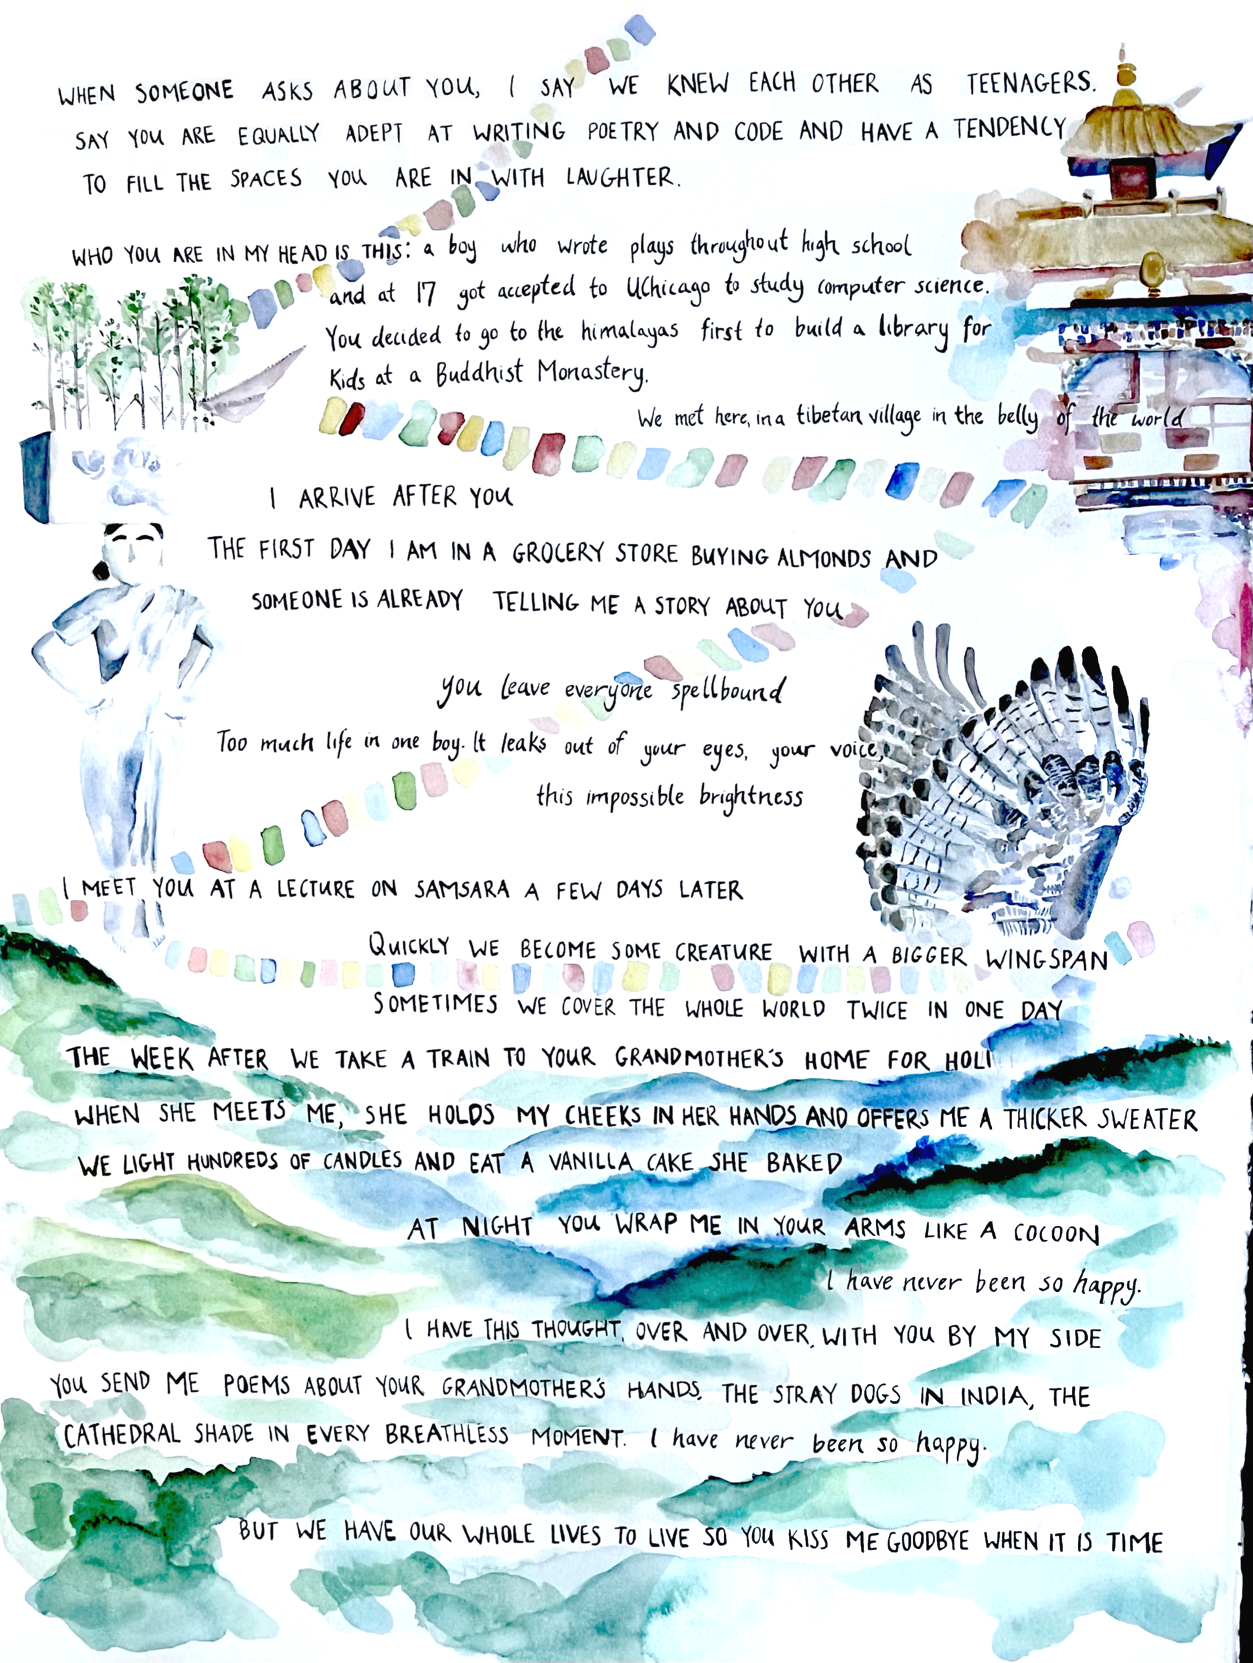 WHEN SOMEONE ASKS ABOUT YOU, I SAY WE KNEW EACH OTHER AS TEENAGERS.
SAY YOU ARE EQUALLY ADEPT AT WRITING POETRY AND CODE AND HAVE A TENDENCY
TO FILL THE SPACES YOU ARE IN WITH LAUGHTER.
WHO YOU ARE IN MY HEAD IS THIS: a boy who wrote plays throughout high school
and at 17 got accepted to UChicago to study computer science.
You decided to go to the himalayas first to build a library for
Kids at a Buddhist Monastery.
We met here, in a tibetan village in the belly of the world
I ARRIVE AFTER YOU
THE FIRST DAY I AM IN A GROCERY STORE BUYING ALMONDS AND
SOMEONE IS ALREADY TELLING ME A STORY ABOUT YOU
you leave everyone spellbound
Too much life in one boy. It leaks out of your eyes, your voice,
this impossible brightness
I MEET YOU AT A LECTURE ON SAMSARA A FEW DAYS LATER
QUICKLY WE BECOME SOME CREATURE WITH A BIGGER WINGSPAN
SOMETIMES WE COVER THE WHOLE WORLD TWICE IN ONE DAY
THE WEEK AFTER WE TAKE A TRAIN TO YOUR GRANDMOTHER'S HOME FOR HOLI
WHEN SHE MEETS ME, SHE HOLDS MY CHEEKS IN HER HANDS AND OFFERS ME A THICKER SWEATER
WE LIGHT HUNDREDS OF CANDLES AND EAT A VANILLA CAKE SHE BAKED
AT NIGHT YOU WRAP ME IN YOUR ARMS LIKE A COCOON
I have never been so happy.
I HAVE THIS THOUGHT, OVER AND OVER, WITH YOU BY MY SIDE
YOU SEND ME POEMS ABOUT YOUR GRANDMOTHER'S HANDS, THE STRAY DOGS IN INDIA, THE
CATHEDRAL SHADE IN EVERY BREATHLESS MOMENT. I have never been so happy.
BUT WE HAVE OUR WHOLE LIVES TO LIVE SO YOU KISS ME GOODBYE WHEN IT IS TIME